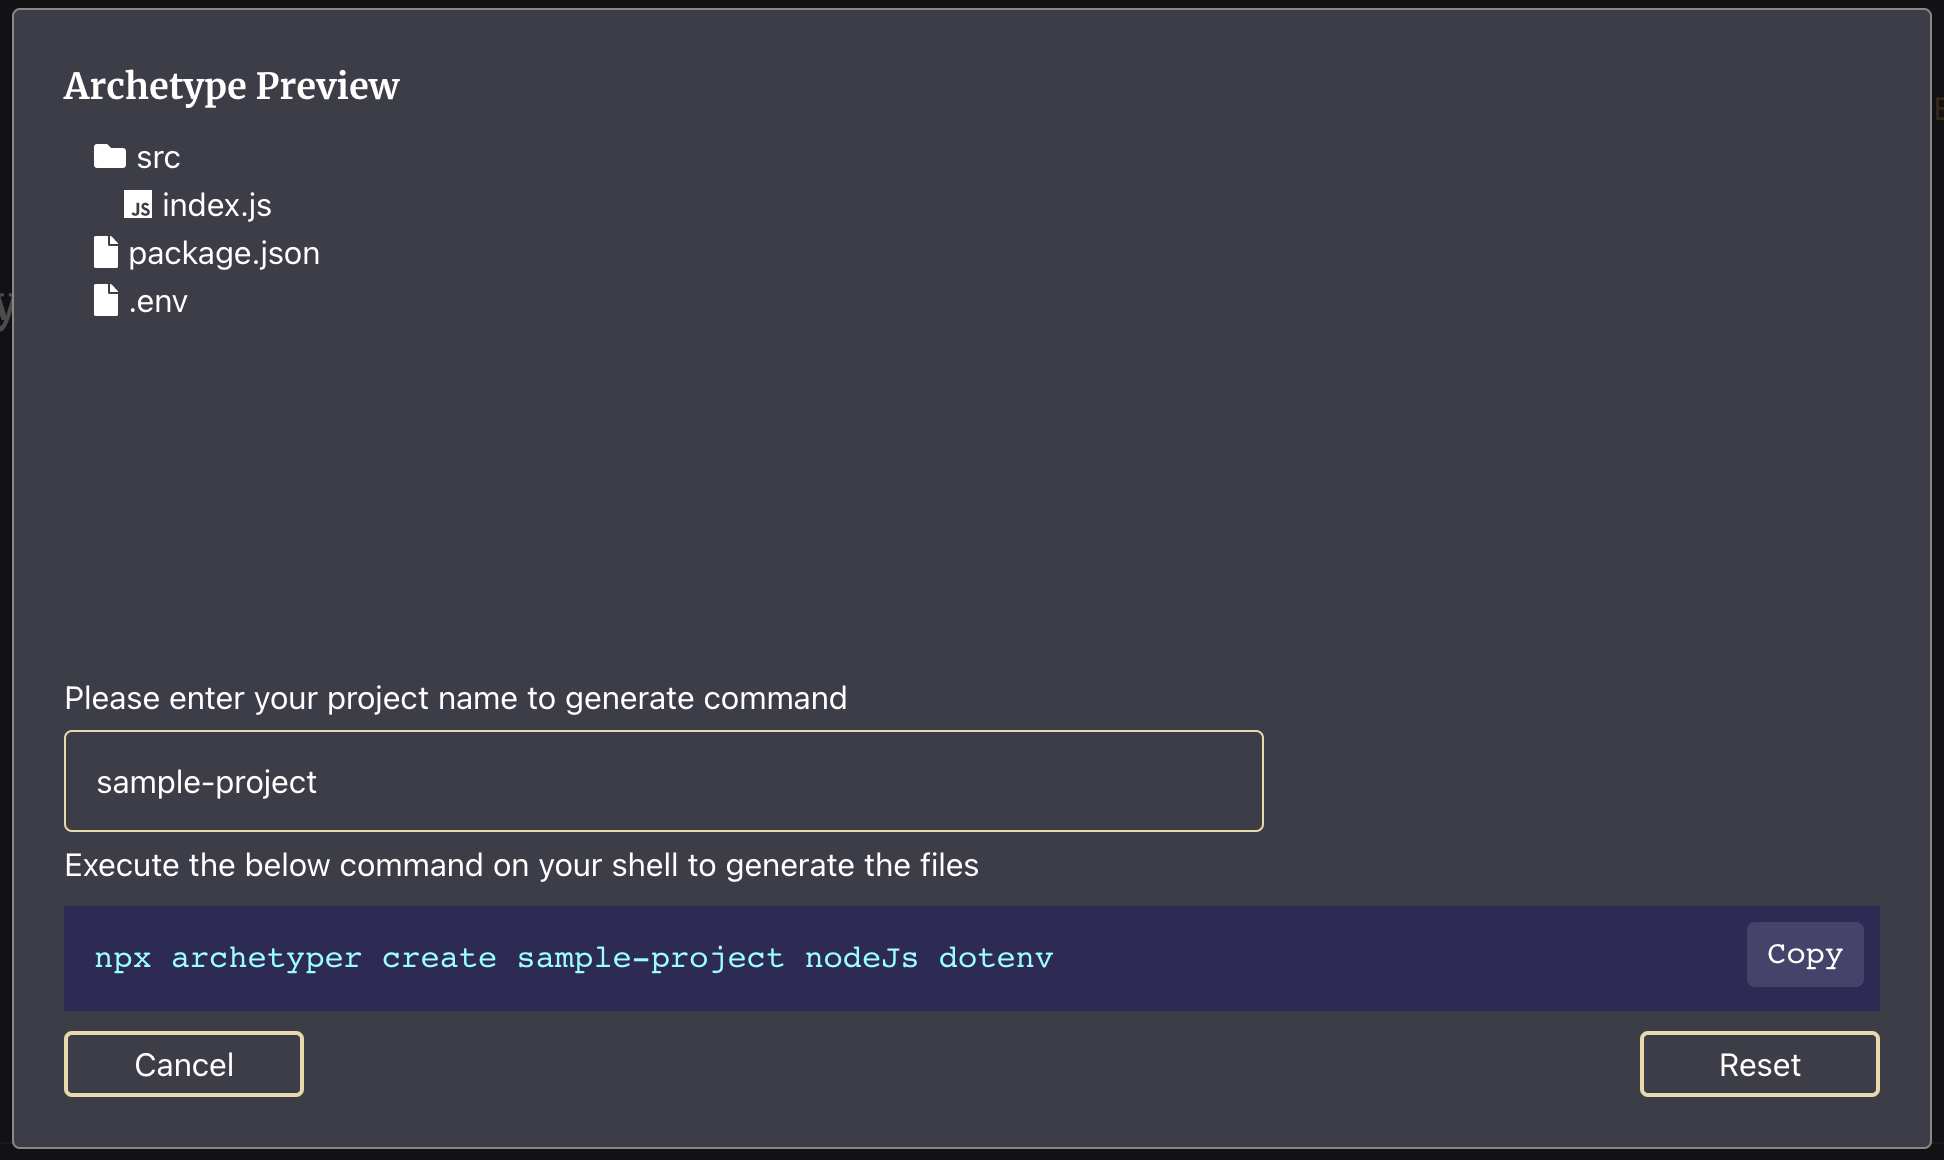 Archetype Preview
src
JS index.js
package.json
.env
Please enter your project name to generate command
sample-project
Execute the below command on your shell to generate the files
npx archetyper create sample-project nodeJs dotenv
Copy
Cancel
Reset